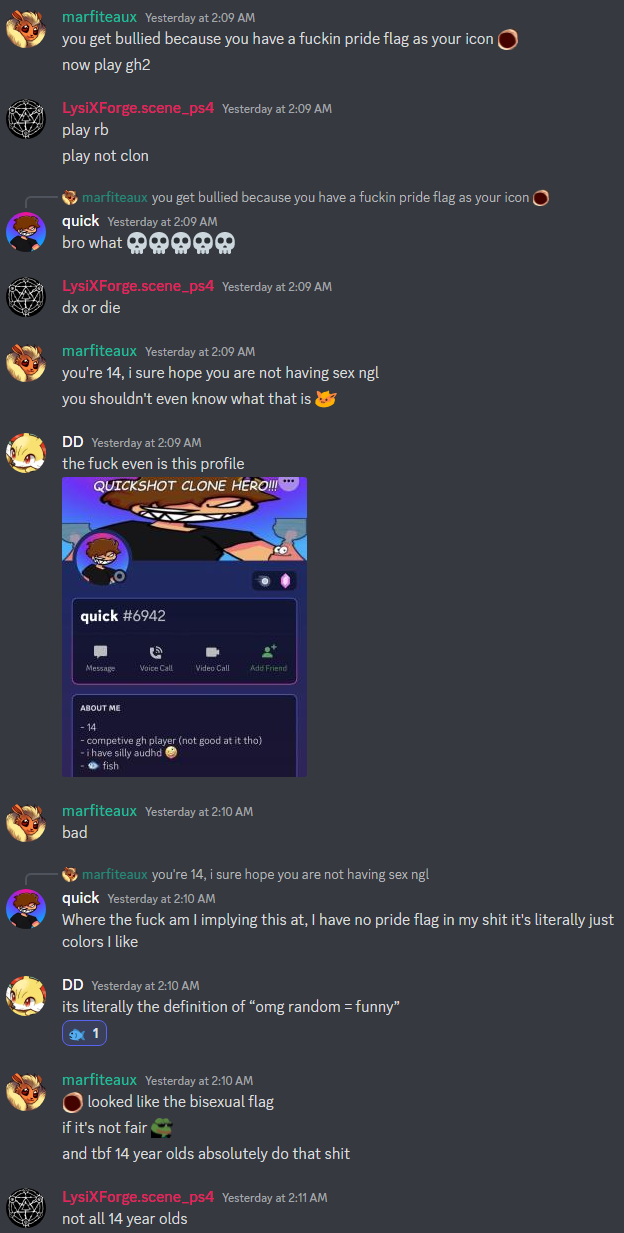 marfiteaux Yesterday at 2:09 AM
you get bullied because you have a fuckin pride flag as your icon
now play gh2
LysiXForge.scene_ps4 Yesterday at 2:09 AM
play rb
play not clon
marfiteaux you get bullied because you have a fuckin pride flag as your icon
quick Yesterday at 2:09 AM
bro what 💀💀💀💀💀
LysiXForge.scene_ps4 Yesterday at 2:09 AM
dx or die
marfiteaux Yesterday at 2:09 AM
you're 14, i sure hope you are not having sex ngl
you shouldn't even know what that is
DD Yesterday at 2:09 AM
the fuck even is this profile
QUICKSHOT CLONE HERO!!!
quick #6942
Message Voice Call Video Call Add Friend
ABOUT ME
- 14
- competive gh player (not good at it tho)
- i have silly audhd 🤪
- 🐟 fish
marfiteaux Yesterday at 2:10 AM
bad
marfiteaux you're 14, i sure hope you are not having sex ngl
quick Yesterday at 2:10 AM
Where the fuck am I implying this at, I have no pride flag in my shit it's literally just
colors I like
DD Yesterday at 2:10 AM
its literally the definition of “omg random = funny”
🐟 1
marfiteaux Yesterday at 2:10 AM
looked like the bisexual flag
if it's not fair
and tbf 14 year olds absolutely do that shit
LysiXForge.scene_ps4 Yesterday at 2:11 AM
not all 14 year olds